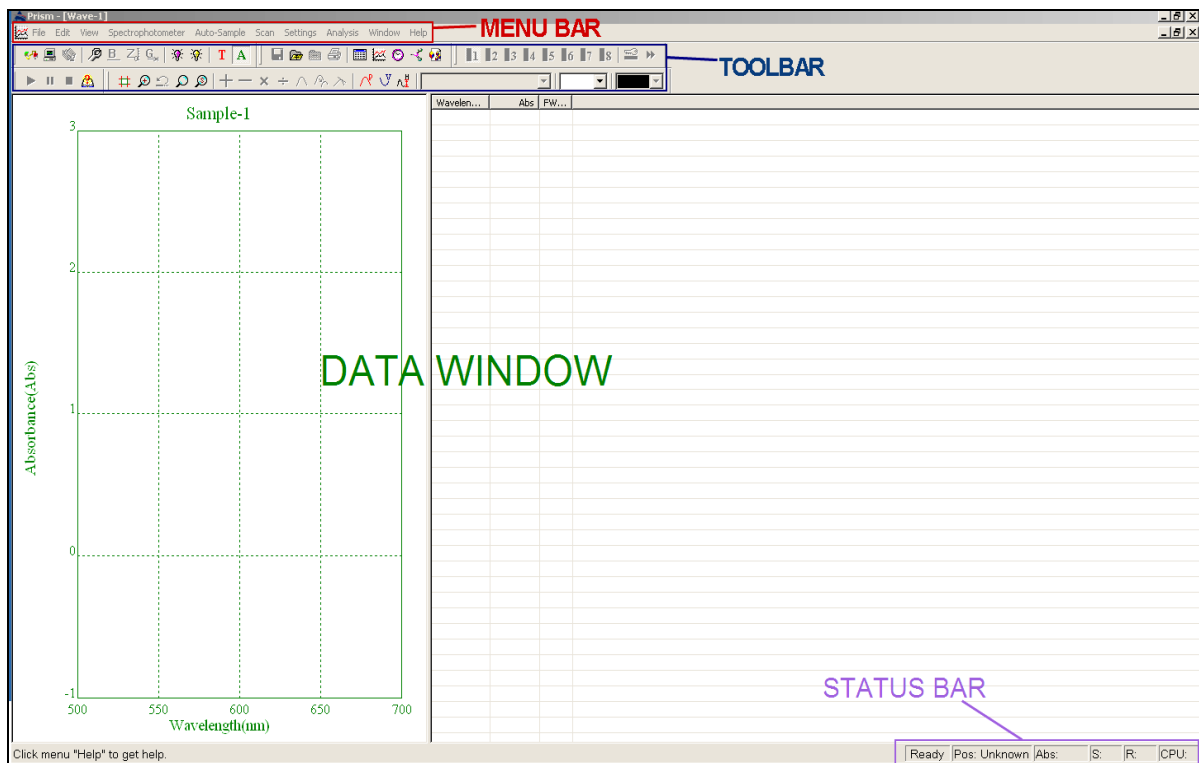 Prism - [Wave-1]
File Edit View Spectrophotometer Auto-Sample Scan Settings Analysis Window Help
MENU BAR
T A
1 2 3 4 5 6 7 8
TOOLBAR
Sample-1
Wavelen... Abs FW...
3
2
1
0
-1
Absorbance(Abs)
500 550 600 650 700
Wavelength(nm)
DATA WINDOW
STATUS BAR
Click menu "Help" to get help.
Ready Pos: Unknown Abs: S: R: CPU: